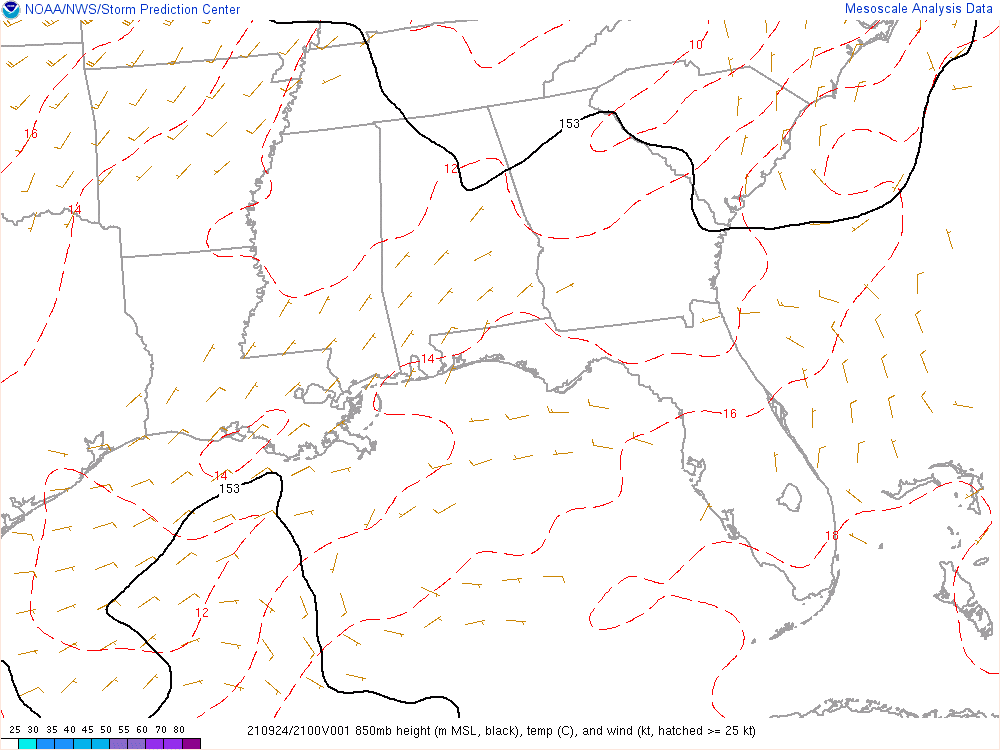 NOAA/NWS/Storm Prediction Center
Mesoscale Analysis Data
10
153
16
12
14
14
16
14
153
18
12
25 30 35 40 45 50 55 60 70 80
210924/2100V001 850mb height (m MSL, black), temp (C), and wind (kt, hatched >= 25 kt)